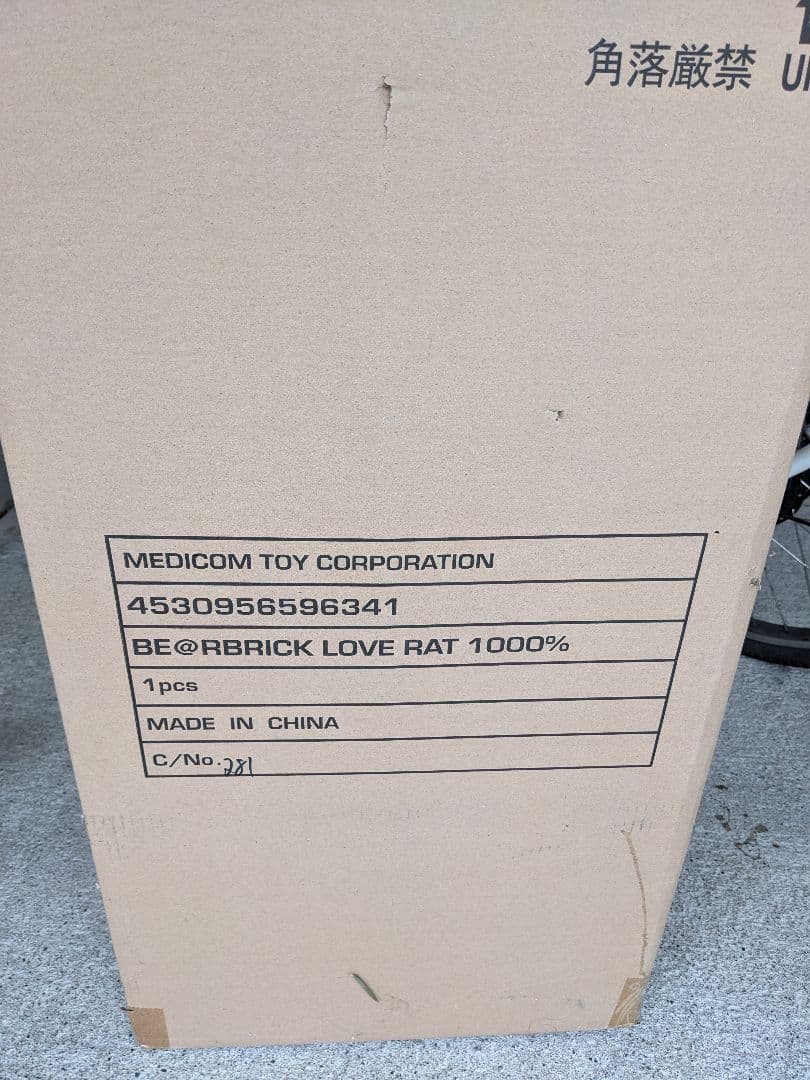 角落厳禁
MEDICOM TOY CORPORATION
4530956596341
BE@RBRICK LOVE RAT 1000%
1pcs
MADE IN CHINA
C/No.281